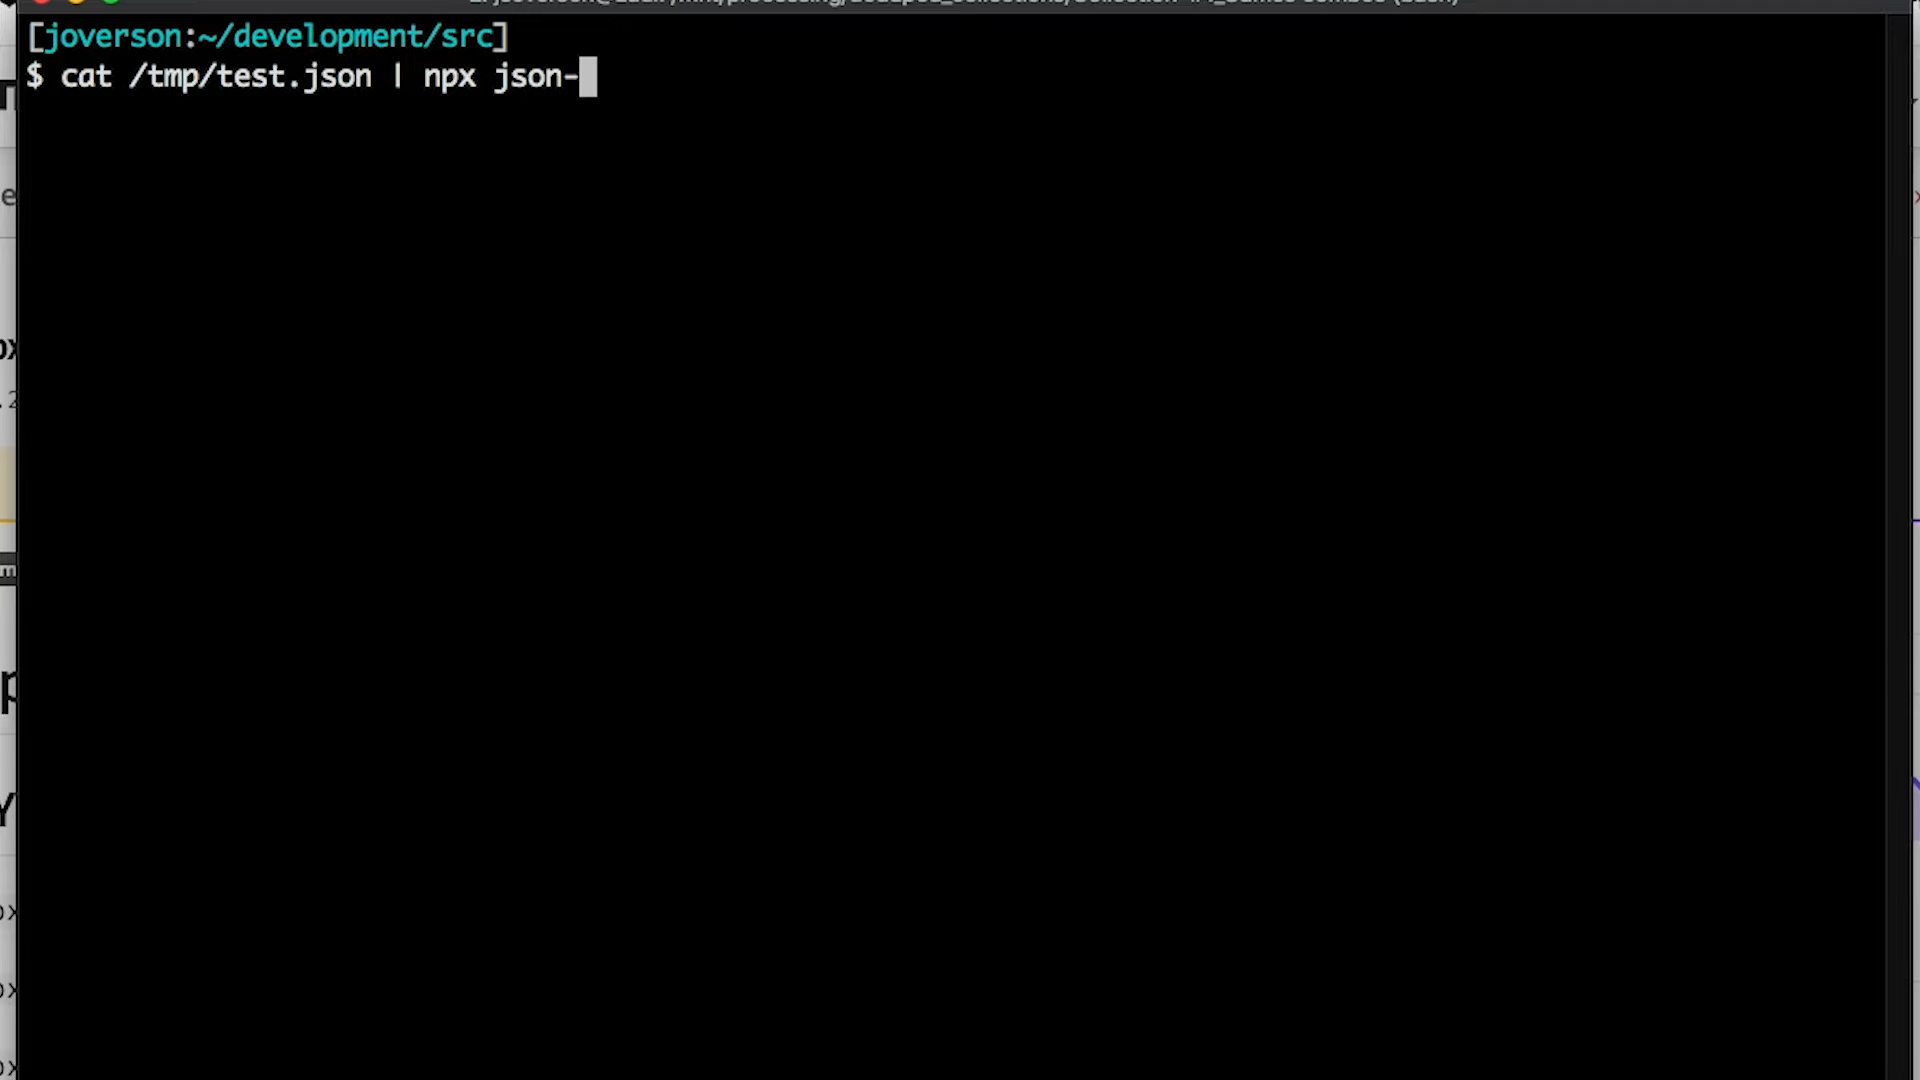 [joverson:~/development/src]
$ cat /tmp/test.json | npx json-